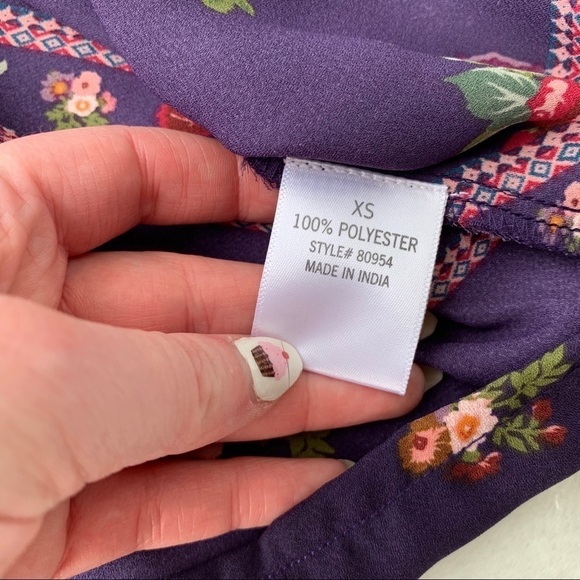 XS
100% POLYESTER
STYLE# 80954
MADE IN INDIA